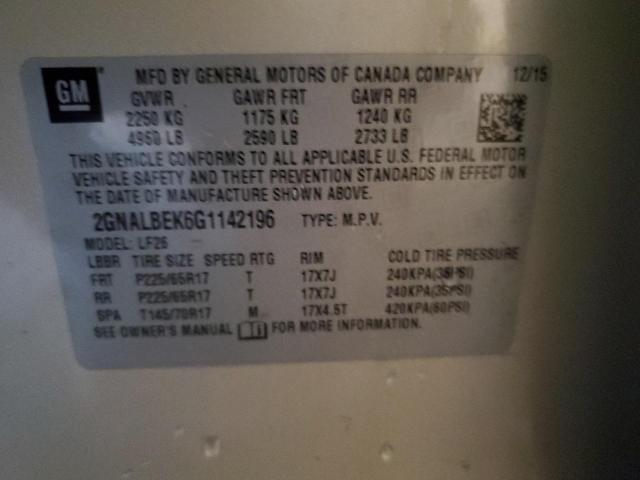 GM® MFD BY GENERAL MOTORS OF CANADA COMPANY 12/15
GVWR GAWR FRT GAWR RR
2250 KG 1175 KG 1240 KG
4960 LB 2590 LB 2733 LB
THIS VEHICLE CONFORMS TO ALL APPLICABLE U.S. FEDERAL MOTOR
VEHICLE SAFETY AND THEFT PREVENTION STANDARDS IN EFFECT ON
THE DATE OF MANUFACTURE SHOWN ABOVE.
2GNALBEK6G1142196 TYPE: M.P.V.
MODEL: LF26
LBBR TIRE SIZE SPEED RTG RIM COLD TIRE PRESSURE
FRT P225/65R17 T 17X7J 240KPA(35PSI)
RR P225/65R17 T 17X7J 240KPA(35PSI)
SPA T145/70R17 M 17X4.5T 420KPA(60PSI)
SEE OWNER'S MANUAL FOR MORE INFORMATION.